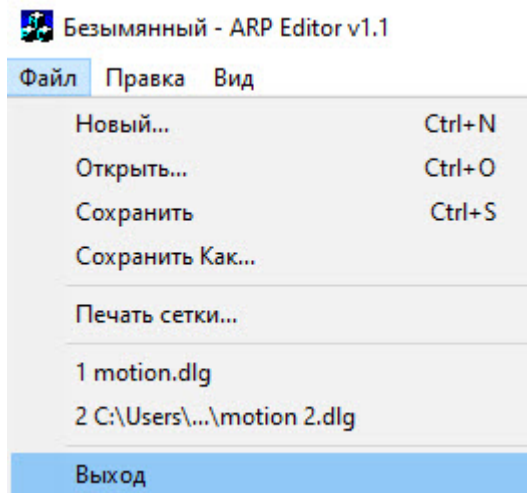 Безымянный - ARP Editor v1.1
Файл Правка Вид
Новый... Ctrl+N
Открыть... Ctrl+O
Сохранить Ctrl+S
Сохранить Как...
Печать сетки...
1 motion.dlg
2 C:\Users\...\motion 2.dlg
Выход